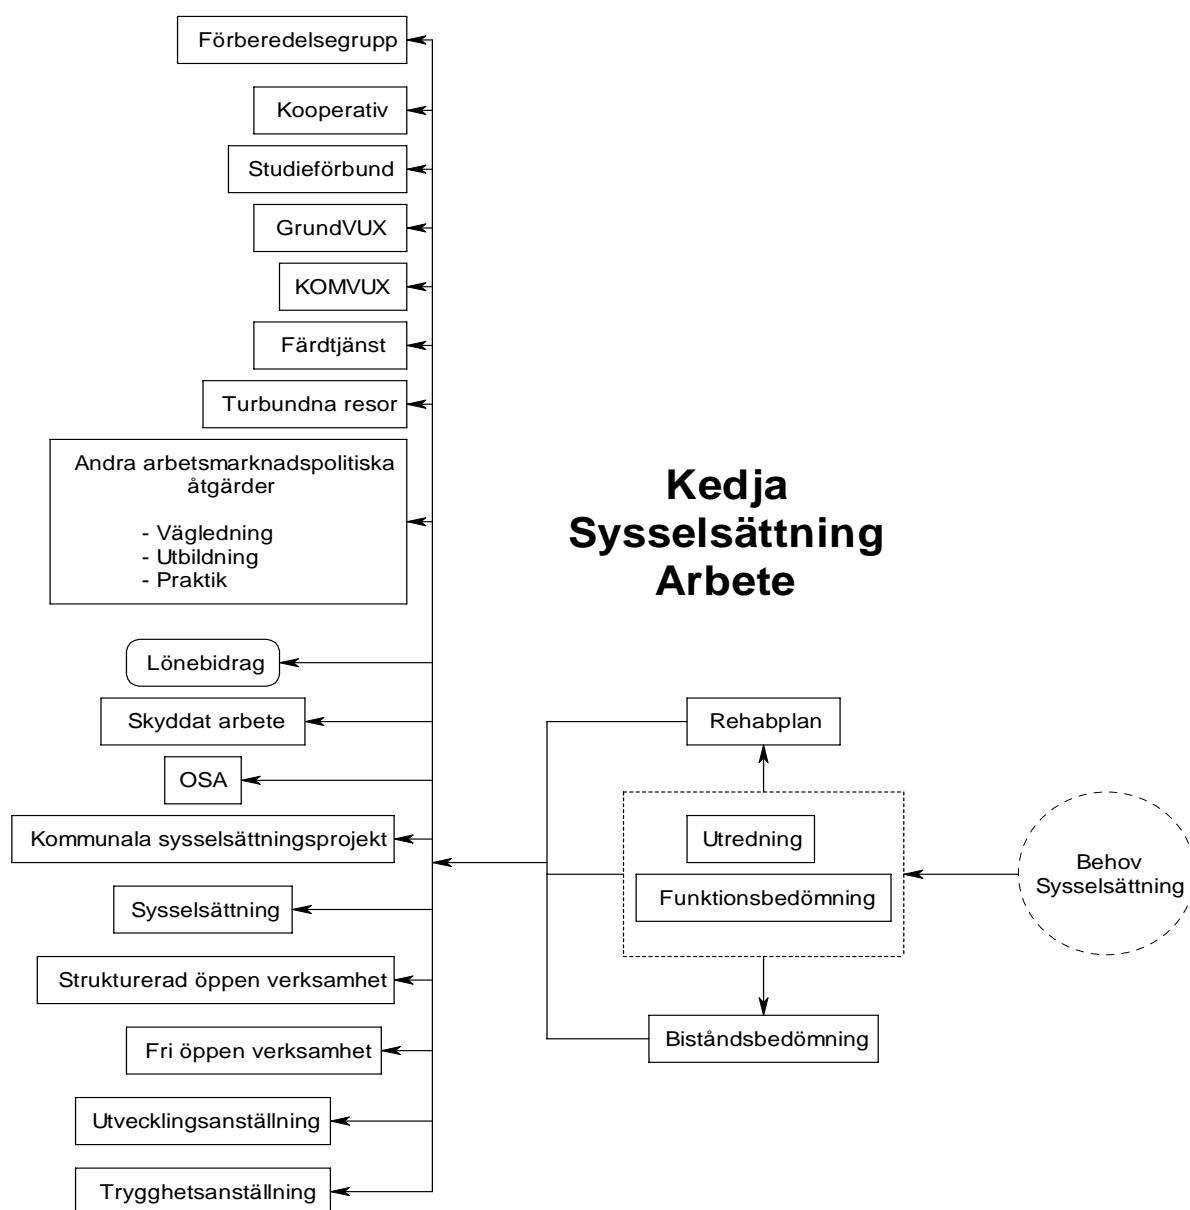 Förberedelsegrupp
Kooperativ
Studieförbund
GrundVUX
KOMVUX
Färdtjänst
Turbundna resor
Andra arbetsmarknadspolitiska
åtgärder
- Vägledning
- Utbildning
- Praktik
Kedja
Sysselsättning
Arbete
Lönebidrag
Skyddat arbete
OSA
Kommunala sysselsättningsprojekt
Sysselsättning
Strukturerad öppen verksamhet
Fri öppen verksamhet
Utvecklingsanställning
Trygghetsanställning
Rehabplan
Utredning
Funktionsbedömning
Biståndsbedömning
Behov
Sysselsättning